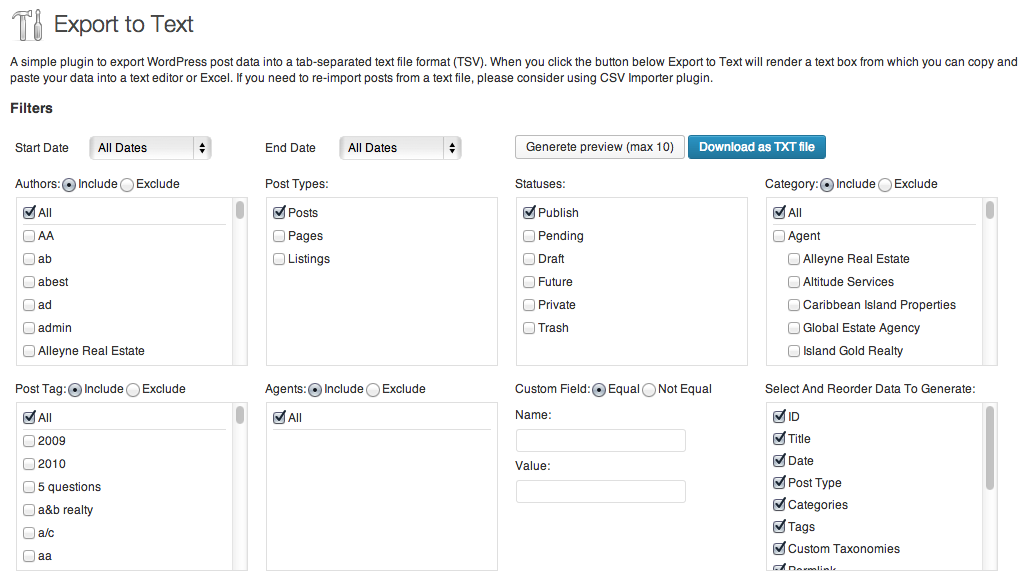 Export to Text
A simple plugin to export WordPress post data into a tab-separated text file format (TSV). When you click the button below Export to Text will render a text box from which you can copy and
paste your data into a text editor or Excel. If you need to re-import posts from a text file, please consider using CSV Importer plugin.
Filters
Start Date All Dates End Date All Dates Generete preview (max 10) Download as TXT file
Authors: Include Exclude
All
AA
ab
abest
ad
admin
Alleyne Real Estate
Post Types:
Posts
Pages
Listings
Statuses:
Publish
Pending
Draft
Future
Private
Trash
Category: Include Exclude
All
Agent
Alleyne Real Estate
Altitude Services
Caribbean Island Properties
Global Estate Agency
Island Gold Realty
Post Tag: Include Exclude
All
2009
2010
5 questions
a&b realty
a/c
aa
Agents: Include Exclude
All
Custom Field: Equal Not Equal
Name:
Value:
Select And Reorder Data To Generate:
ID
Title
Date
Post Type
Categories
Tags
Custom Taxonomies
Permlink